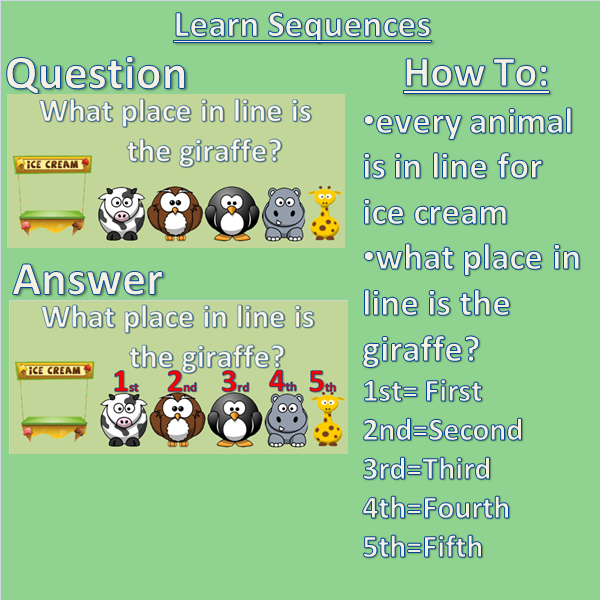 Learn Sequences
Question
What place in line is
the giraffe?
iCE CREAM
Answer
What place in line is
the giraffe?
iCE CREAM
1st 2nd 3rd 4th 5th
How To:
•every animal
is in line for
ice cream
•what place in
line is the
giraffe?
1st= First
2nd=Second
3rd=Third
4th=Fourth
5th=Fifth